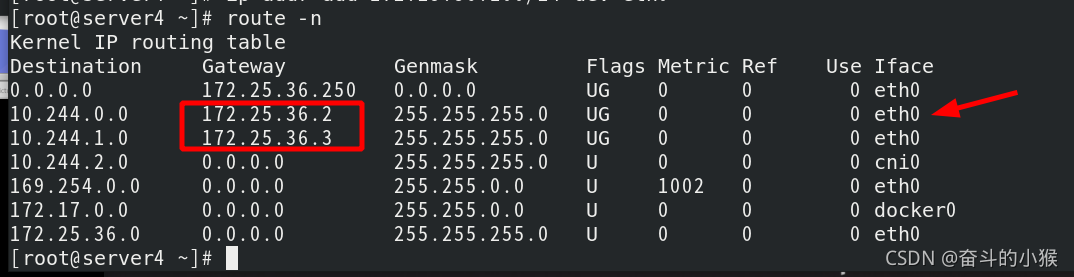 [root@server4 ~]# route -n
Kernel IP routing table
Destination     Gateway         Genmask         Flags Metric Ref    Use Iface
0.0.0.0         172.25.36.250   0.0.0.0         UG    0      0        0 eth0
10.244.0.0      172.25.36.2     255.255.255.0   UG    0      0        0 eth0
10.244.1.0      172.25.36.3     255.255.255.0   UG    0      0        0 eth0
10.244.2.0      0.0.0.0         255.255.255.0   U     0      0        0 cni0
169.254.0.0     0.0.0.0         255.255.0.0     U     1002   0        0 eth0
172.17.0.0      0.0.0.0         255.255.0.0     U     0      0        0 docker0
172.25.36.0     0.0.0.0         255.255.255.0   U     0      0        0 eth0
[root@server4 ~]#
CSDN @奋斗的小猴